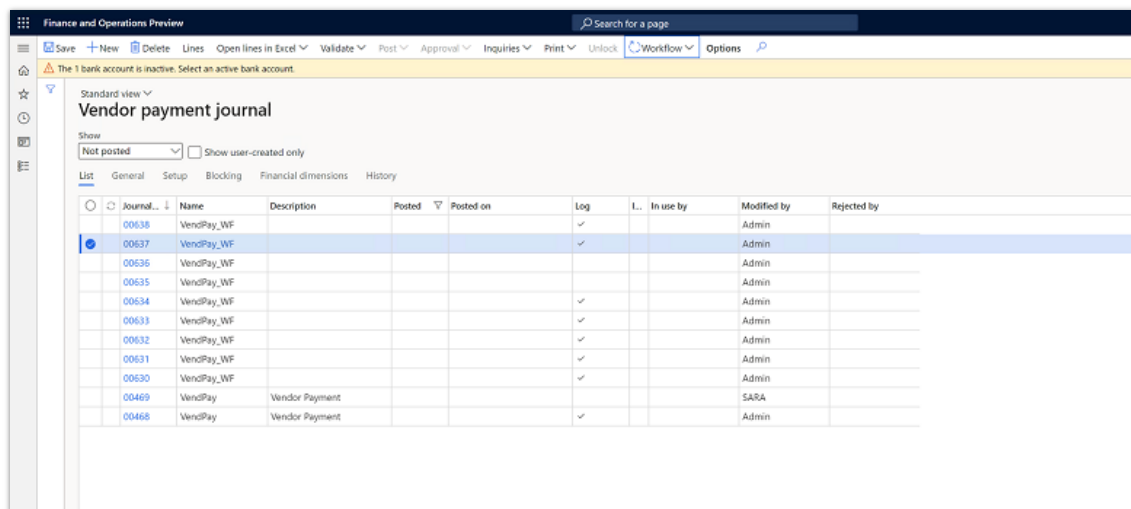 Finance and Operations Preview Search for a page
Save New Delete Lines Open lines in Excel Validate Post Approval Inquiries Print Unlock Workflow Options
The 1 bank account is inactive. Select an active bank account.
Standard view
Vendor payment journal
Show
Not posted Show user-created only
List General Setup Blocking Financial dimensions History
Journal... Name Description Posted Posted on Log I... In use by Modified by Rejected by
00638 VendPay_WF Admin
00637 VendPay_WF Admin
00636 VendPay_WF Admin
00635 VendPay_WF Admin
00634 VendPay_WF Admin
00633 VendPay_WF Admin
00632 VendPay_WF Admin
00631 VendPay_WF Admin
00630 VendPay_WF Admin
00469 VendPay Vendor Payment SARA
00468 VendPay Vendor Payment Admin